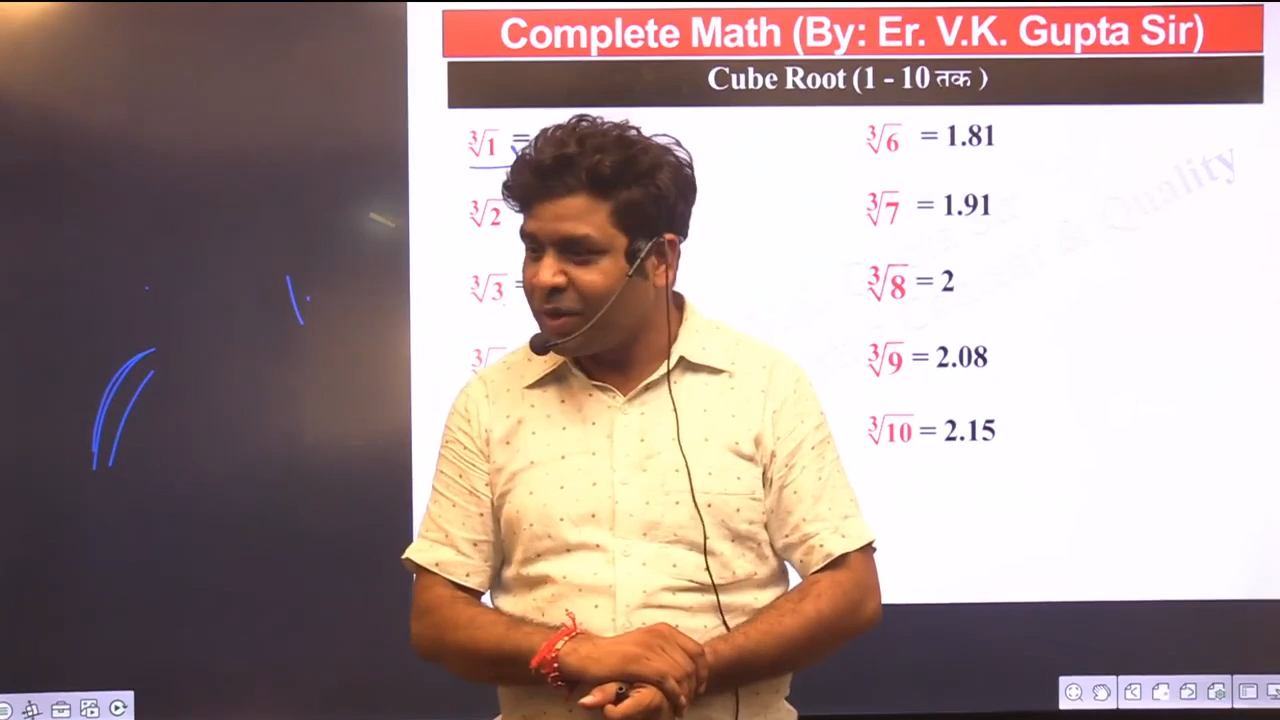 Complete Math (By: Er. V.K. Gupta Sir)
Cube Root (1 - 10 तक )
∛1 =
∛2
∛3 =
∛6 = 1.81
∛7 = 1.91
∛8 = 2
∛9 = 2.08
∛10 = 2.15
& Quality